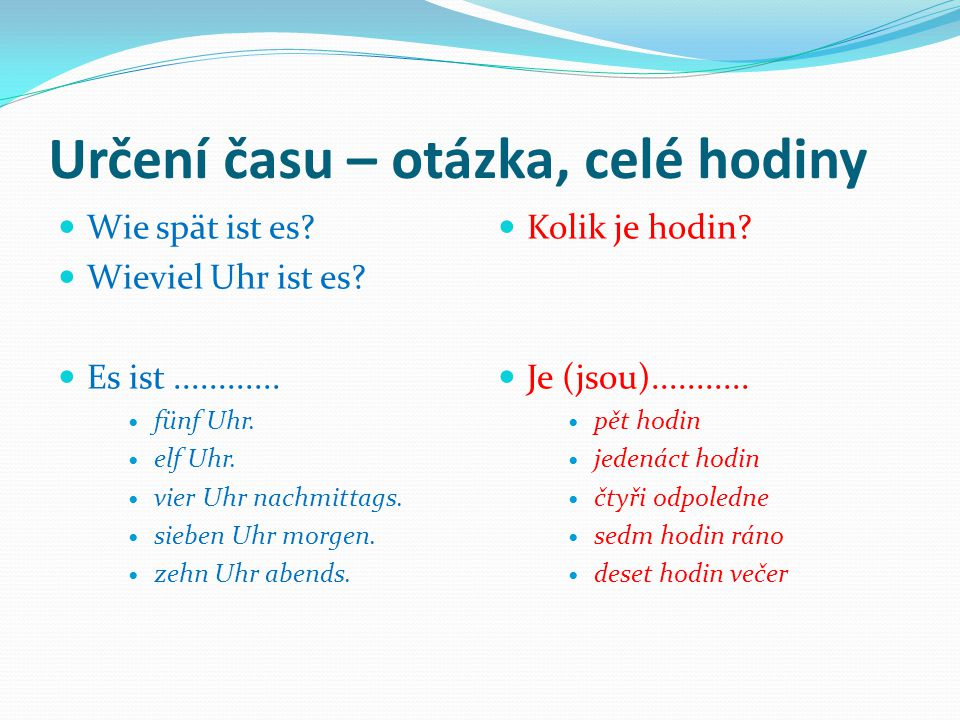 Určení času – otázka, celé hodiny
Wie spät ist es?
Wieviel Uhr ist es?
Es ist ............
fünf Uhr.
elf Uhr.
vier Uhr nachmittags.
sieben Uhr morgen.
zehn Uhr abends.
Kolik je hodin?
Je (jsou)...........
pět hodin
jedenáct hodin
čtyři odpoledne
sedm hodin ráno
deset hodin večer